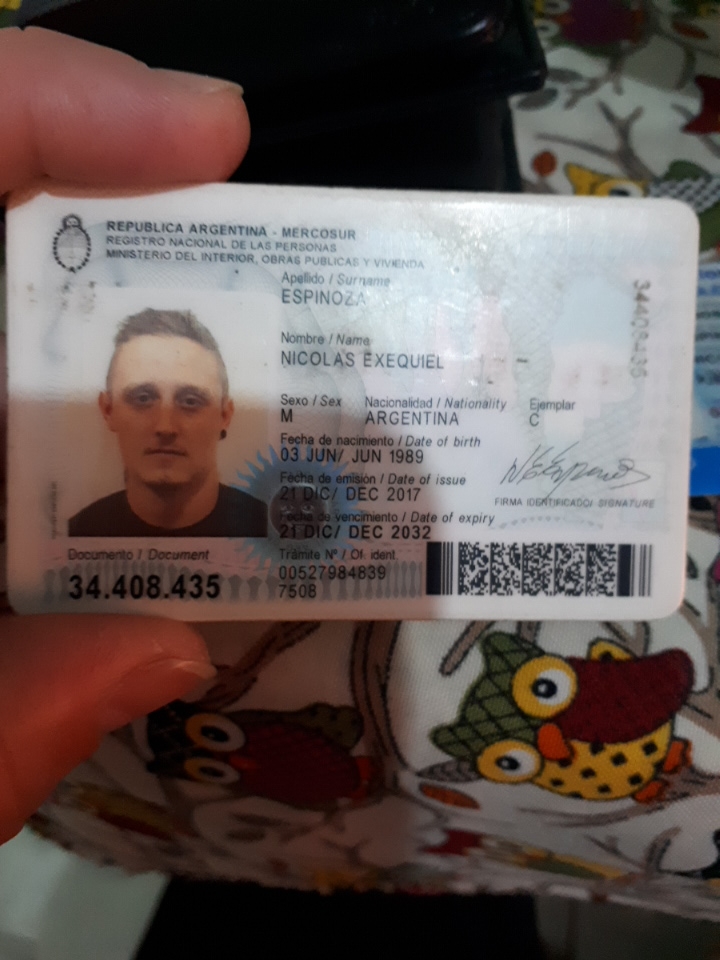 REPUBLICA ARGENTINA - MERCOSUR
REGISTRO NACIONAL DE LAS PERSONAS
MINISTERIO DEL INTERIOR, OBRAS PUBLICAS Y VIVIENDA
Apellido / Surname
ESPINOZA
Nombre / Name
NICOLAS EXEQUIEL
Sexo / Sex Nacionalidad / Nationality Ejemplar
M ARGENTINA C
Fecha de nacimiento / Date of birth
03 JUN/ JUN 1989
Fecha de emisión / Date of issue
21 DIC/ DEC 2017
FIRMA IDENTIFICADO/ SIGNATURE
Fecha de vencimiento / Date of expiry
21 DIC/ DEC 2032
Documento / Document Trámite Nº / Of. ident.
34.408.435 00527984839
7508
34408435